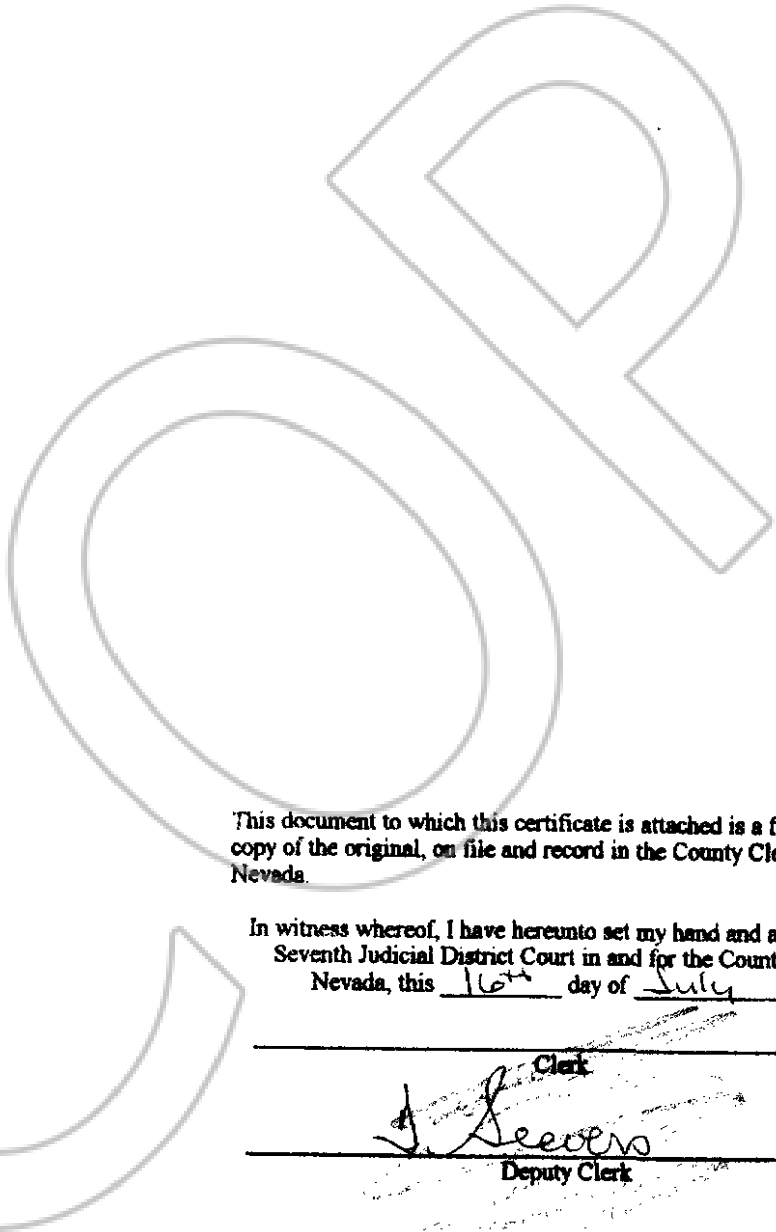 This document to which this certificate is attached is a f
copy of the original, on file and record in the County Cle
Nevada.
In witness whereof, I have hereunto set my hand and a
Seventh Judicial District Court in and for the Count
Nevada, this 16th day of July
Clerk
J. Seevers
Deputy Clerk
COP